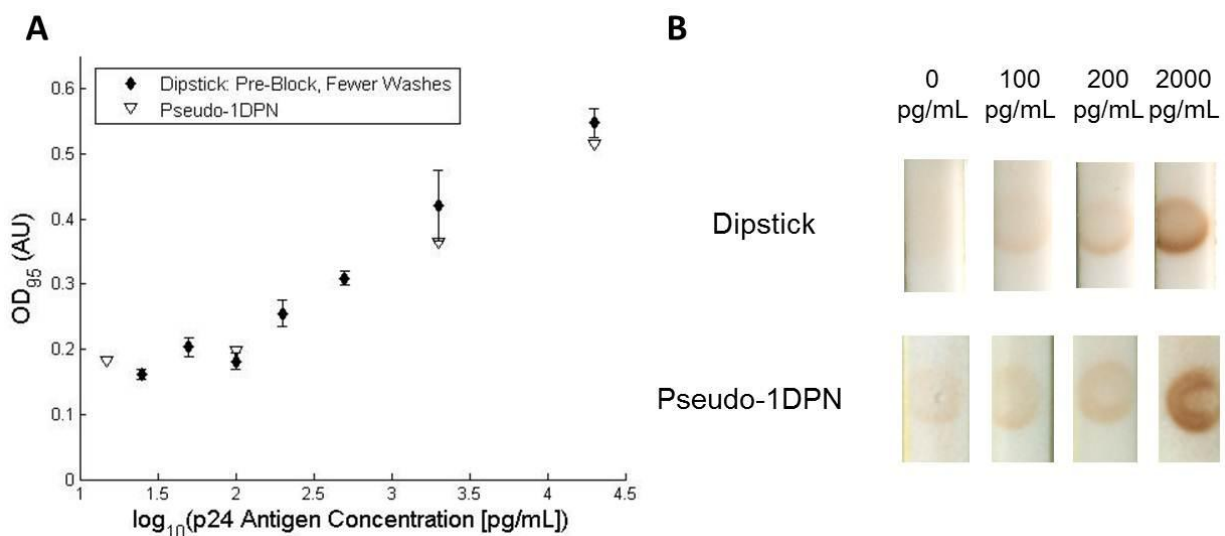 A
OD95 (AU)
0.6
0.5
0.4
0.3
0.2
0.1
0
Dipstick: Pre-Block, Fewer Washes
Pseudo-1DPN
1
1.5
2
2.5
3
3.5
4
4.5
log10(p24 Antigen Concentration [pg/mL])
B
0 100 200 2000
pg/mL pg/mL pg/mL pg/mL
Dipstick
Pseudo-1DPN